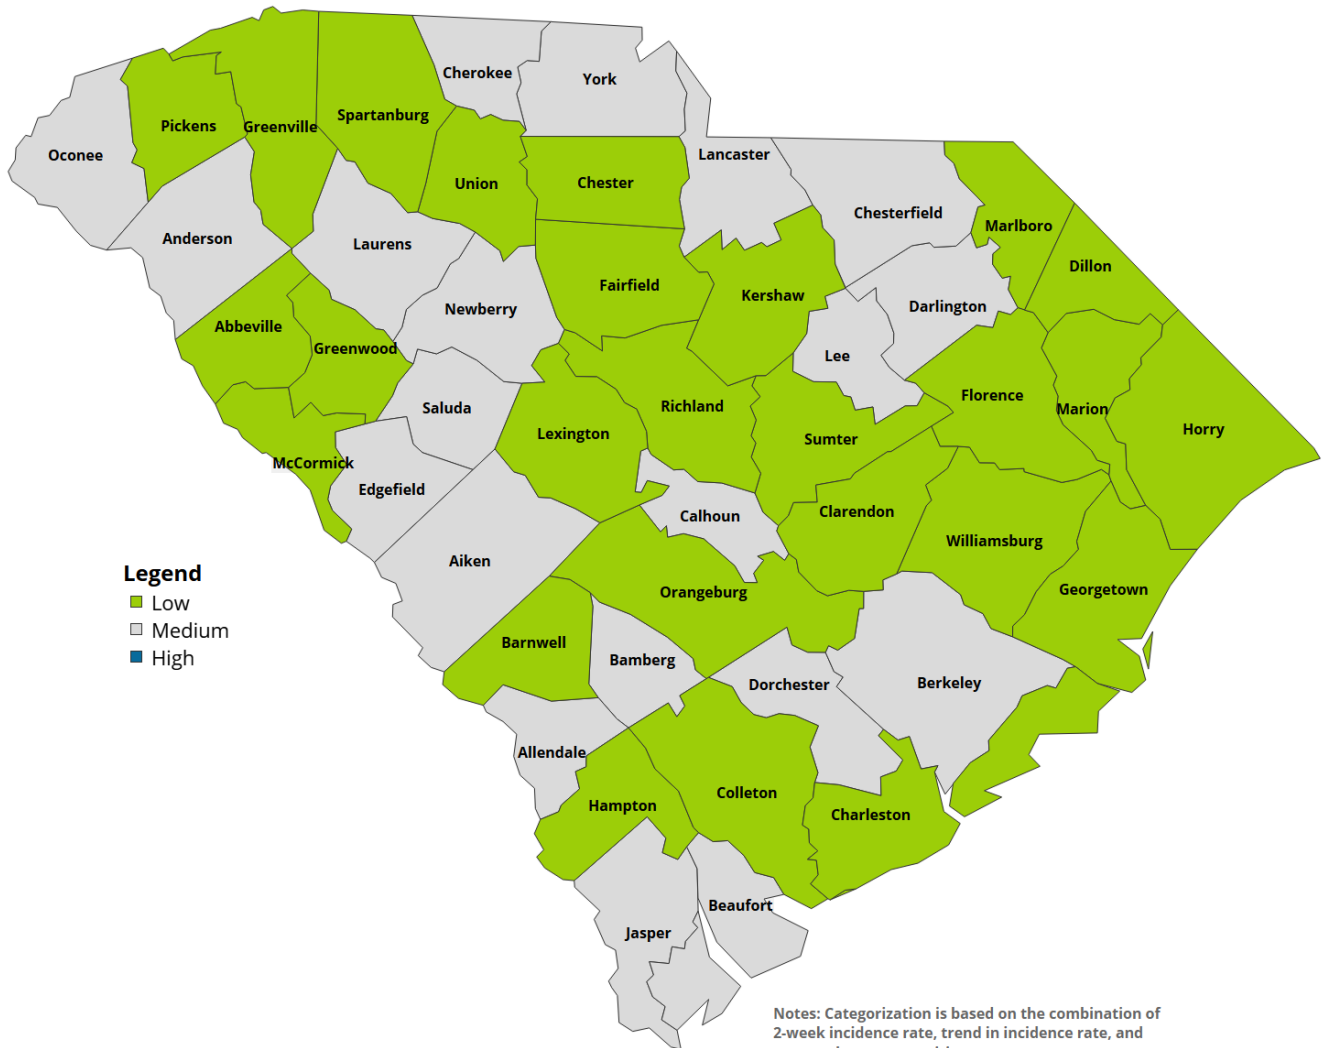 Cherokee
York
Spartanburg
Pickens
Greenville
Oconee
Lancaster
Union
Chester
Chesterfield
Marlboro
Anderson
Laurens
Dillon
Fairfield
Kershaw
Newberry
Darlington
Abbeville
Greenwood
Lee
Florence
Saluda
Richland
Marion
Horry
Lexington
Sumter
McCormick
Edgefield
Calhoun
Clarendon
Williamsburg
Aiken
Orangeburg
Georgetown
Legend
Low
Medium
High
Barnwell
Bamberg
Dorchester
Berkeley
Allendale
Hampton
Colleton
Charleston
Beaufort
Jasper
Notes: Categorization is based on the combination of
2-week incidence rate, trend in incidence rate, and